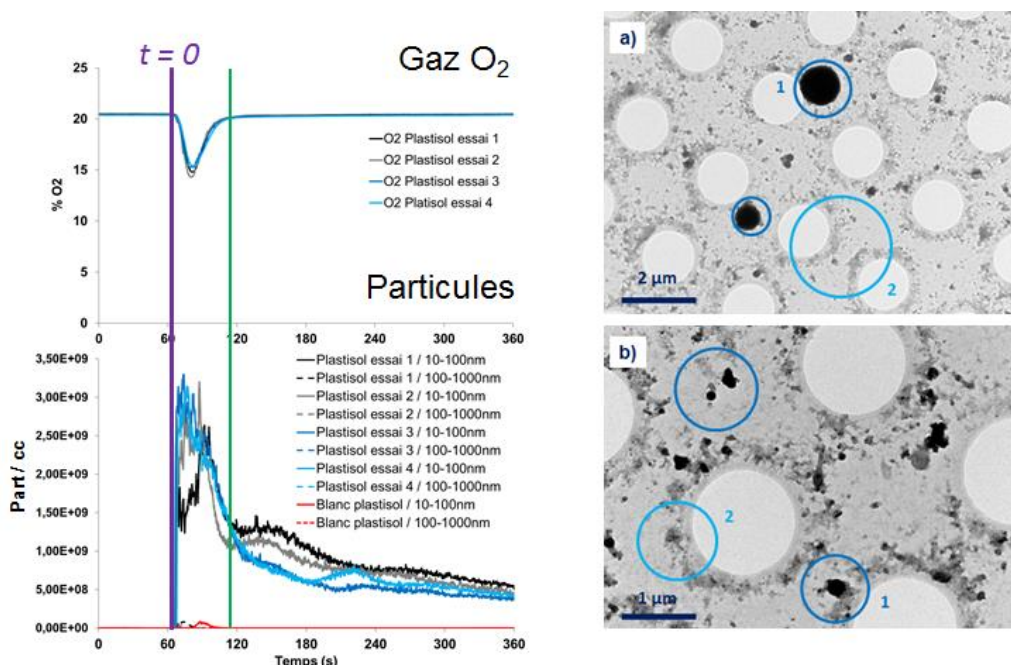 t = 0
Gaz O2
25
20
15
10
5
0
% O2
O2 Plastisol essai 1
O2 Plastisol essai 2
O2 Plastisol essai 3
O2 Platisol essai 4
Particules
0 60 120 180 240 300 360
3,50E+09
3,00E+09
2,50E+09
2,00E+09
1,50E+09
1,00E+09
5,00E+08
0,00E+00
Part / cc
Plastisol essai 1 / 10-100nm
Plastisol essai 1 / 100-1000nm
Plastisol essai 2 / 10-100nm
Plastisol essai 2 / 100-1000nm
Plastisol essai 3 / 10-100nm
Plastisol essai 3 / 100-1000nm
Plastisol essai 4 / 10-100nm
Plastisol essai 4 / 100-1000nm
Blanc plastisol / 10-100nm
Blanc plastisol / 100-1000nm
0 60 120 180 240 300 360
Temps (s)
a)
1
2
2 µm
b)
2
1
1 µm